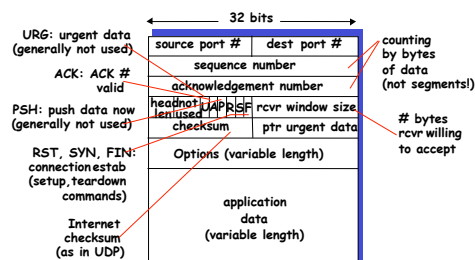 32 bits
URG: urgent data
(generally not used)
ACK: ACK #
valid
PSH: push data now
(generally not used)
RST, SYN, FIN:
connection estab
(setup, teardown
commands)
Internet
checksum
(as in UDP)
source port #
dest port #
sequence number
acknowledgement number
head
len
not
used
U
A
P
R
S
F
rcvr window size
checksum
ptr urgent data
Options (variable length)
application
data
(variable length)
counting
by bytes
of data
(not segments!)
# bytes
rcvr willing
to accept